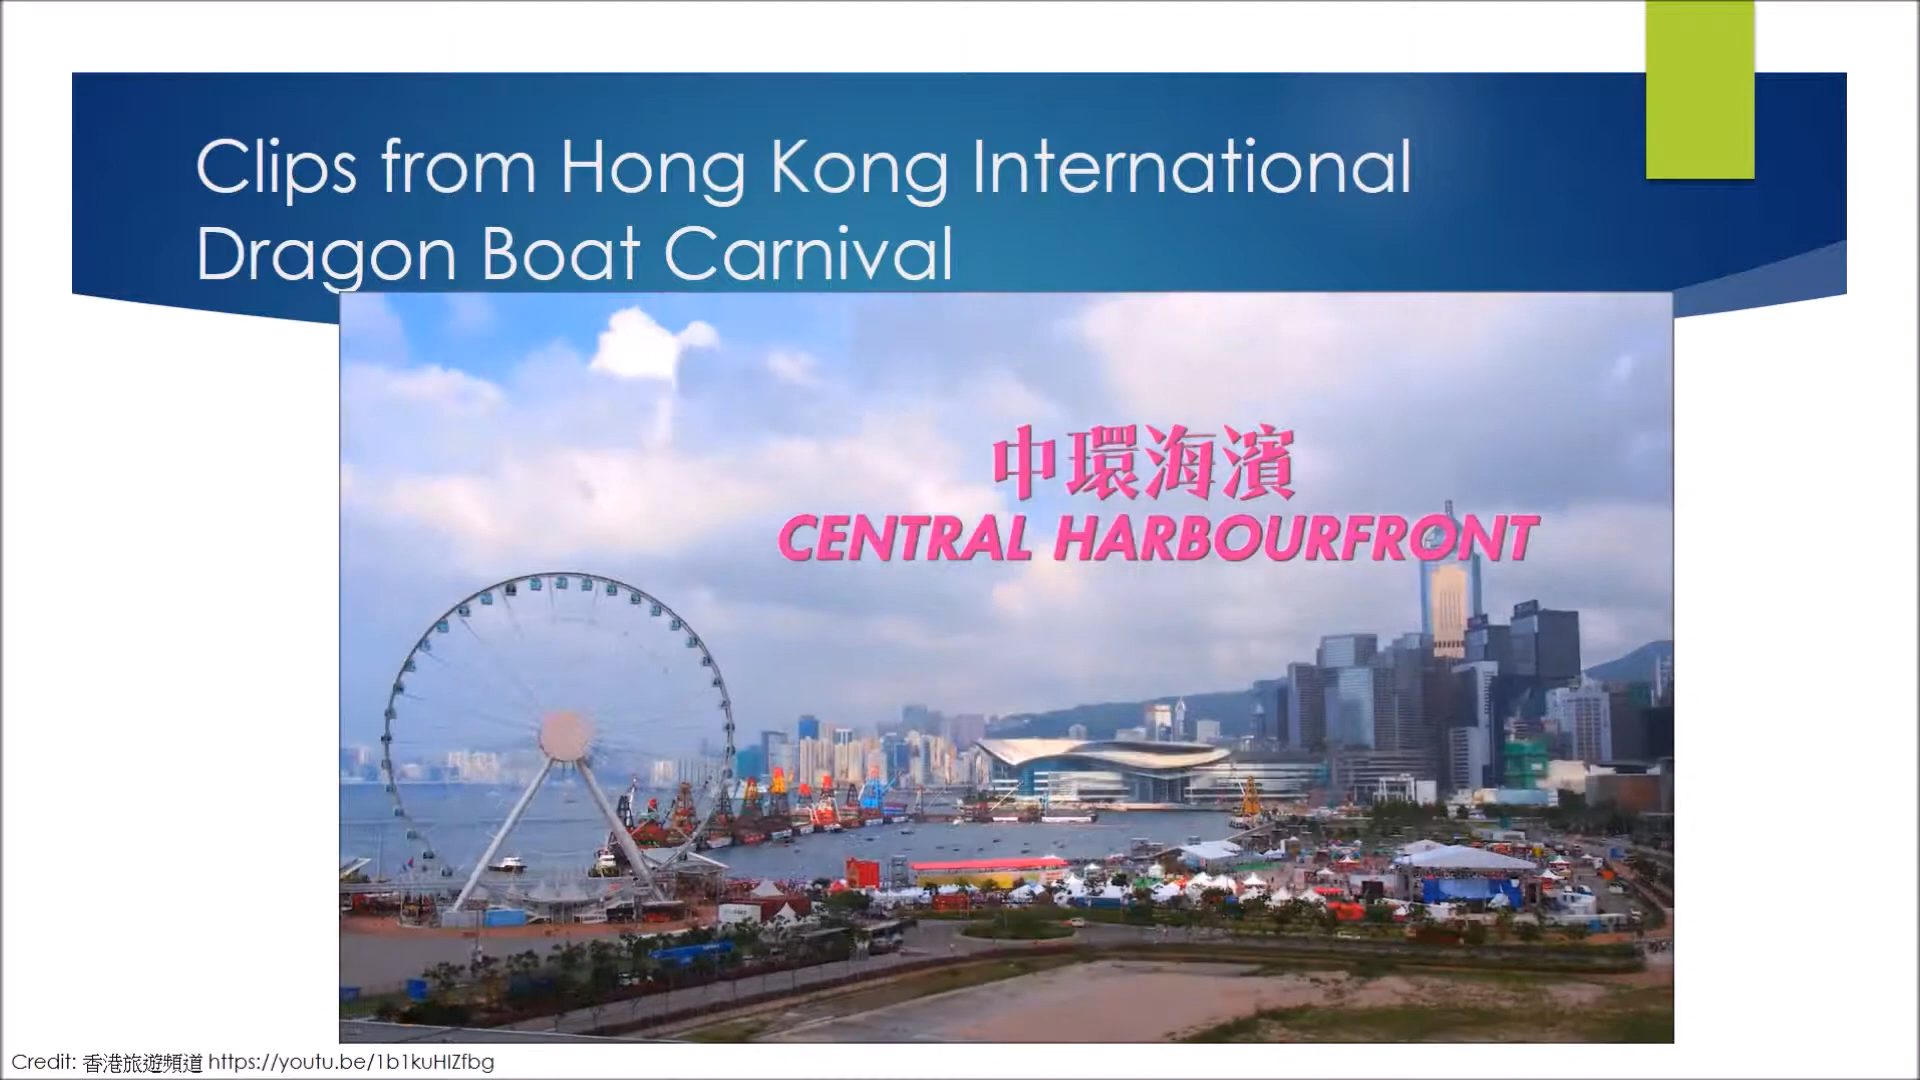 Clips from Hong Kong International
Dragon Boat Carnival
中環海濱
CENTRAL HARBOURFRONT
Credit: 香港旅遊頻道 https://youtu.be/1b1kuHIZfbg